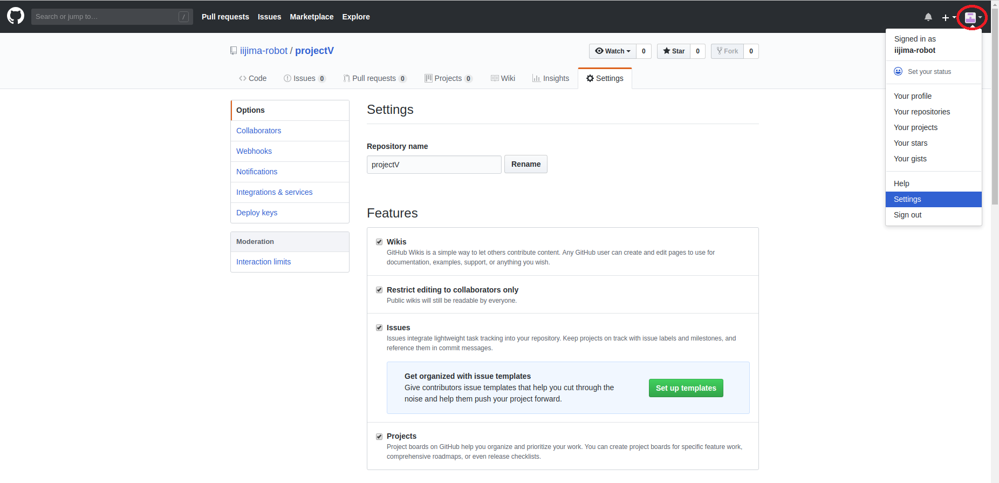 Search or jump to… /
Pull requests Issues Marketplace Explore
iijima-robot / projectV
Watch 0 Star 0 Fork 0
Code Issues 0 Pull requests 0 Projects 0 Wiki Insights Settings
Signed in as
iijima-robot
Set your status
Your profile
Your repositories
Your projects
Your stars
Your gists
Help
Settings
Sign out
Options
Collaborators
Webhooks
Notifications
Integrations & services
Deploy keys
Moderation
Interaction limits
Settings
Repository name
projectV Rename
Features
Wikis
GitHub Wikis is a simple way to let others contribute content. Any GitHub user can create and edit pages to use for
documentation, examples, support, or anything you wish.
Restrict editing to collaborators only
Public wikis will still be readable by everyone.
Issues
Issues integrate lightweight task tracking into your repository. Keep projects on track with issue labels and milestones, and
reference them in commit messages.
Get organized with issue templates
Give contributors issue templates that help you cut through the
noise and help them push your project forward.
Set up templates
Projects
Project boards on GitHub help you organize and prioritize your work. You can create project boards for specific feature work,
comprehensive roadmaps, or even release checklists.